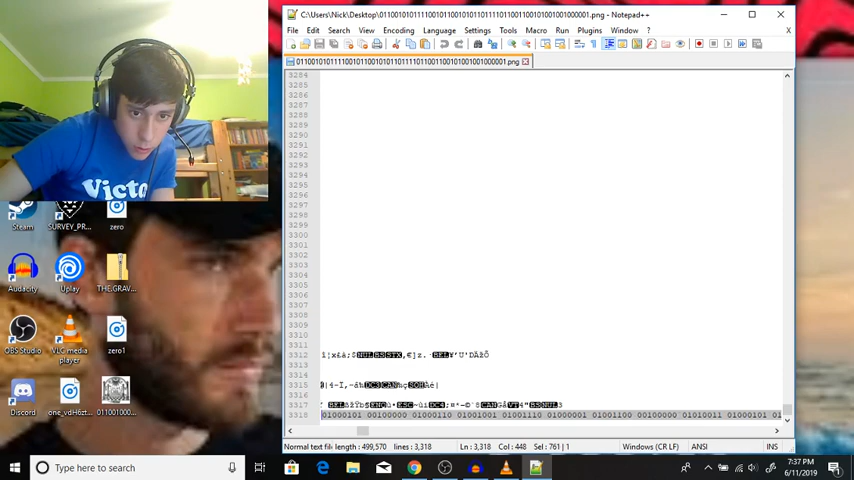 C:\Users\Nick\Desktop\0110010101111001011001010110111101100110010100101000001.png - Notepad++
File Edit Search View Encoding Language Settings Tools Macro Run Plugins Window ? X
.png
3284
3285
3286
3287
3288
3289
3290
3291
3292
3293
3294
3295
3296
3297
3298
3299
3300
3301
3302
3303
3304
3305
3306
3307
3308
3309
3310
3311
3312
3315
3317
3318 01000101 00100000 01000110 01001001 01001110 01000001 01001100 00100000 01010011 01000101 01
Normal text file length : 499,570 lines : 3,318 Ln : 3,318 Col : 448 Sel : 761 | 1 Windows (CR LF) ANSI INS
Victo
Steam SURVEY_PR... zero
Audacity Uplay THE.GRAV...
OBS Studio VLC media player zero1
Discord one_vdH6zt... 011001000...
Type here to search
7:37 PM
6/11/2019